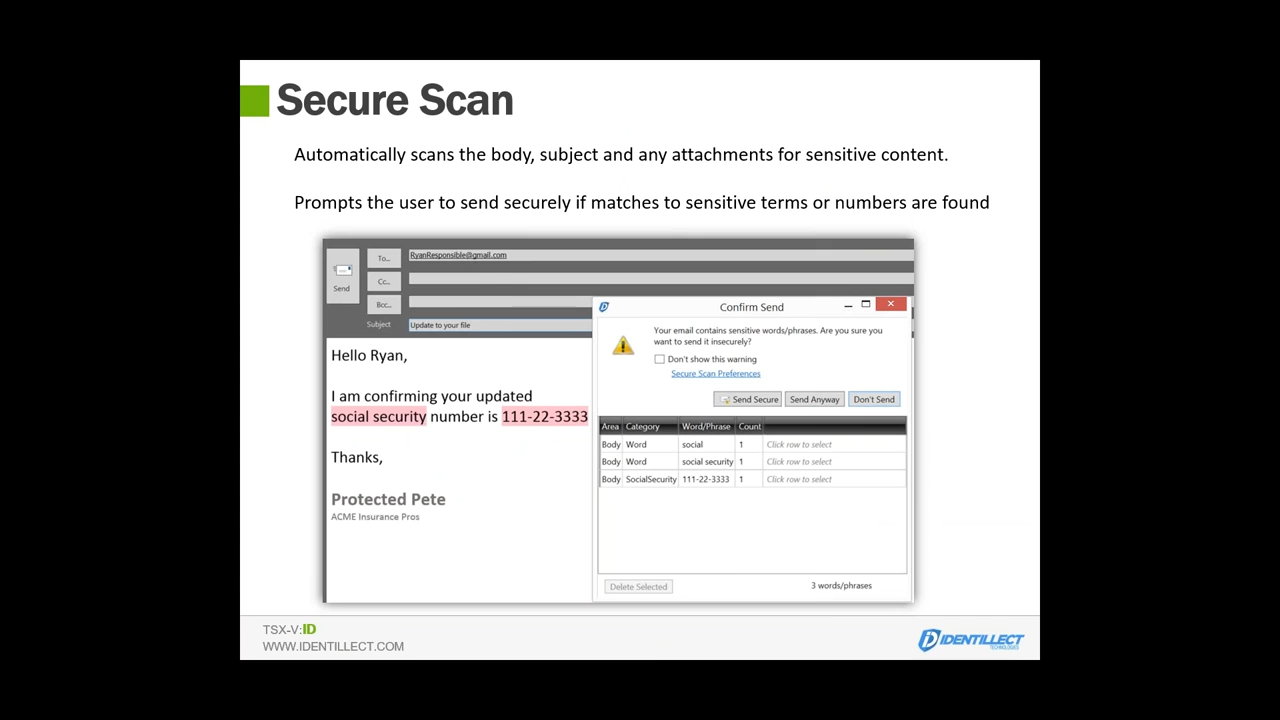 Secure Scan
Automatically scans the body, subject and any attachments for sensitive content.
Prompts the user to send securely if matches to sensitive terms or numbers are found
Send
To...
RyanResponsible@gmail.com
Cc...
Bcc...
Subject
Update to your file
Hello Ryan,
I am confirming your updated
social security number is 111-22-3333
Thanks,
Protected Pete
ACME Insurance Pros
Confirm Send
Your email contains sensitive words/phrases. Are you sure you
want to send it insecurely?
Don't show this warning
Secure Scan Preferences
Send Secure Send Anyway Don't Send
Area Category Word/Phrase Count
Body Word social 1 Click row to select
Body Word social security 1 Click row to select
Body SocialSecurity 111-22-3333 1 Click row to select
Delete Selected 3 words/phrases
TSX-V:ID
WWW.IDENTILLECT.COM
IDENTILLECT
TECHNOLOGIES